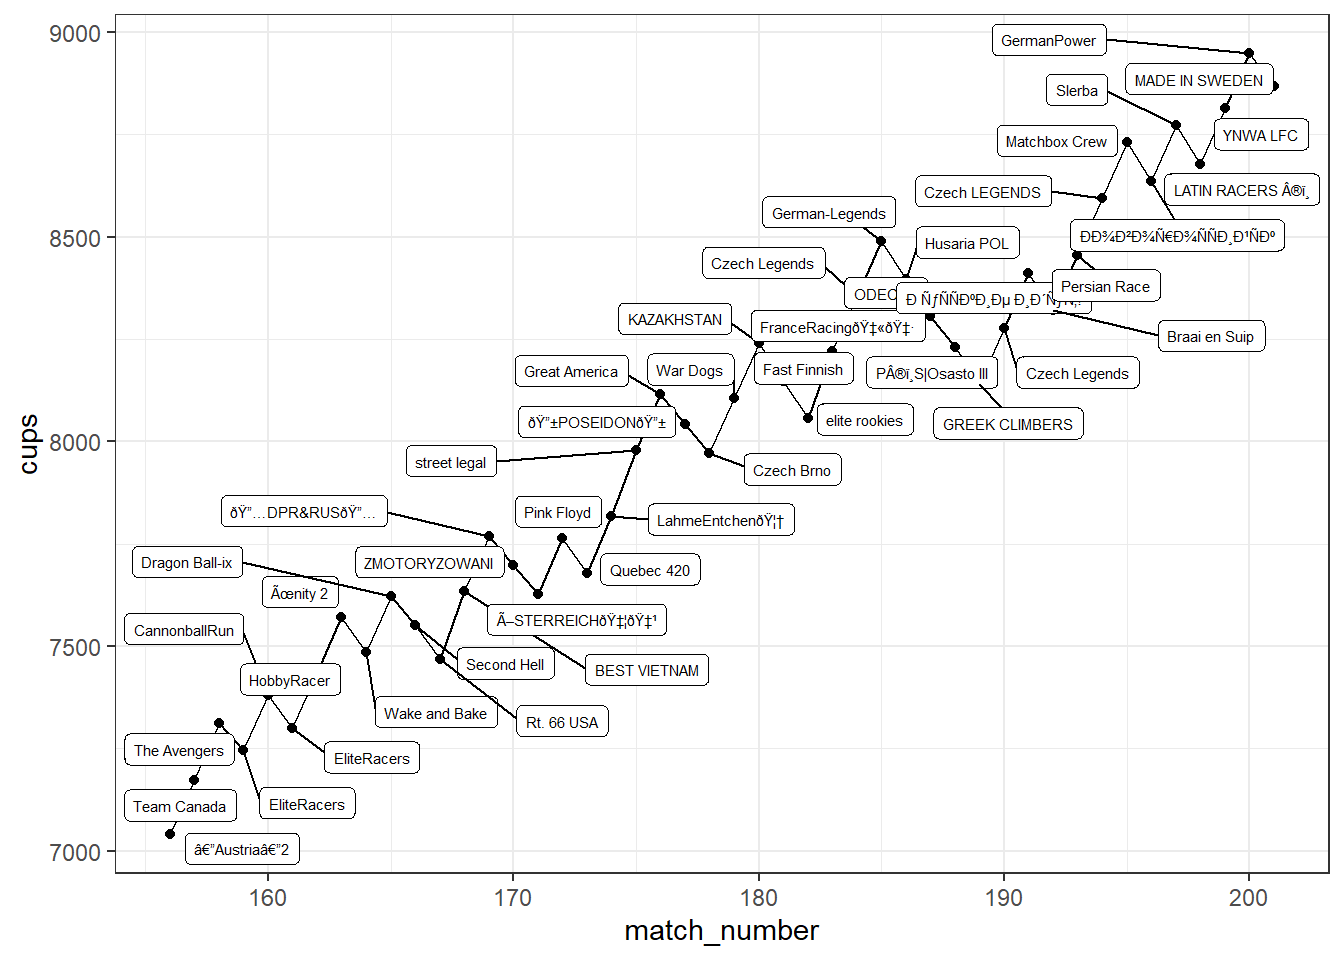 9000
8500
8000
7500
7000
cups
GermanPower
MADE IN SWEDEN
Slerba
YNWA LFC
Matchbox Crew
LATIN RACERS Â®ï¸
Czech LEGENDS
German-Legends
Husaria POL
Czech Legends
Persian Race
KAZAKHSTAN
FranceRacingðŸ‡«ðŸ‡·
Braai en Suip
Great America
War Dogs
Fast Finnish
PÂ®ï¸S|Osasto III
Czech Legends
ðŸ”±POSEIDONðŸ”±
elite rookies
GREEK CLIMBERS
street legal
Czech Brno
ðŸ”…DPR&RUSðŸ”…
Pink Floyd
LahmeEntchenðŸ¦†
Dragon Ball-ix
ZMOTORYZOWANI
Quebec 420
Ãœnity 2
CannonballRun
Ã–STERREICHðŸ‡¦ðŸ‡¹
HobbyRacer
Second Hell
BEST VIETNAM
Wake and Bake
Rt. 66 USA
The Avengers
EliteRacers
Team Canada
EliteRacers
â€”Austriaâ€”2
160
170
180
190
200
match_number